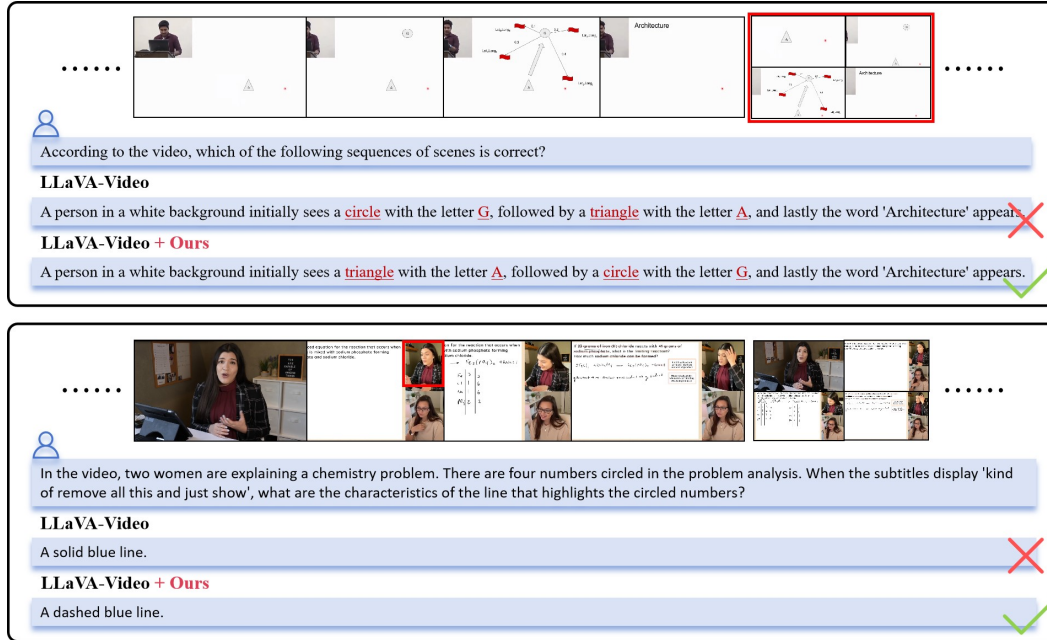 Architecture
Architecture
According to the video, which of the following sequences of scenes is correct?
LLaVA-Video
A person in a white background initially sees a circle with the letter G, followed by a triangle with the letter A, and lastly the word 'Architecture' appears.
LLaVA-Video + Ours
A person in a white background initially sees a triangle with the letter A, followed by a circle with the letter G, and lastly the word 'Architecture' appears.
In the video, two women are explaining a chemistry problem. There are four numbers circled in the problem analysis. When the subtitles display 'kind
of remove all this and just show', what are the characteristics of the line that highlights the circled numbers?
LLaVA-Video
A solid blue line.
LLaVA-Video + Ours
A dashed blue line.